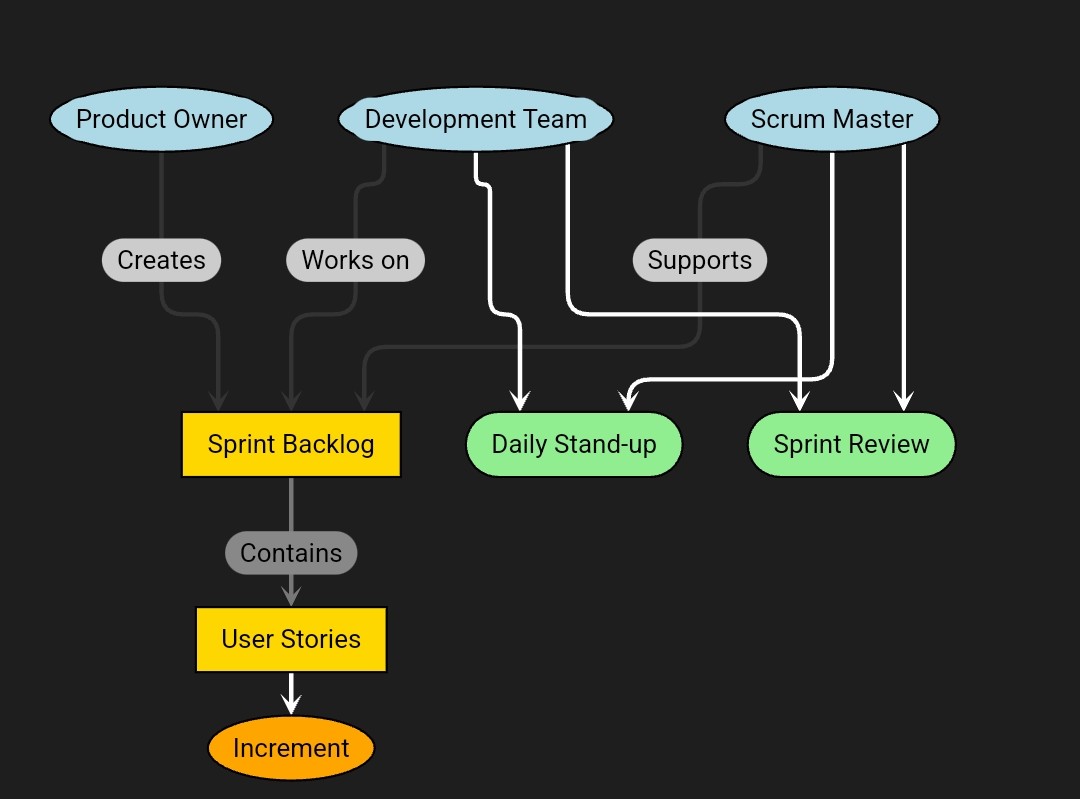 Product Owner
Development Team
Scrum Master
Creates
Works on
Supports
Sprint Backlog
Daily Stand-up
Sprint Review
Contains
User Stories
Increment